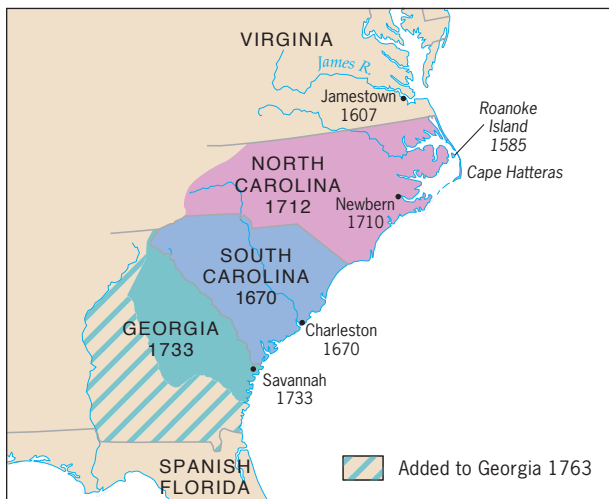 VIRGINIA
James R.
Jamestown
1607
Roanoke
Island
1585
Cape Hatteras
NORTH
CAROLINA
1712
Newbern
1710
SOUTH
CAROLINA
1670
Charleston
1670
GEORGIA
1733
Savannah
1733
SPANISH
FLORIDA
Added to Georgia 1763